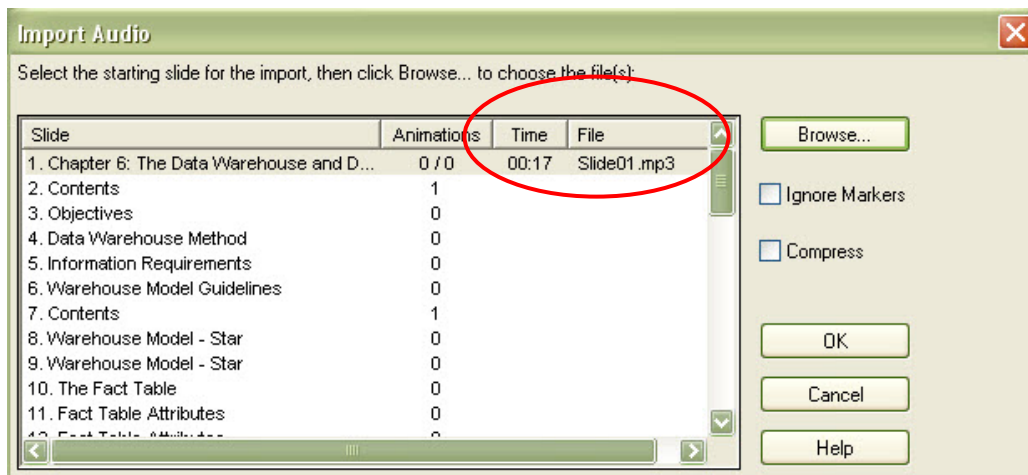 Import Audio
Select the starting slide for the import, then click Browse... to choose the file(s):
Slide Animations Time File
1. Chapter 6: The Data Warehouse and D... 0 / 0 00:17 Slide01.mp3
2. Contents 1
3. Objectives 0
4. Data Warehouse Method 0
5. Information Requirements 0
6. Warehouse Model Guidelines 0
7. Contents 1
8. Warehouse Model - Star 0
9. Warehouse Model - Star 0
10. The Fact Table 0
11. Fact Table Attributes 0
Browse...
Ignore Markers
Compress
OK
Cancel
Help